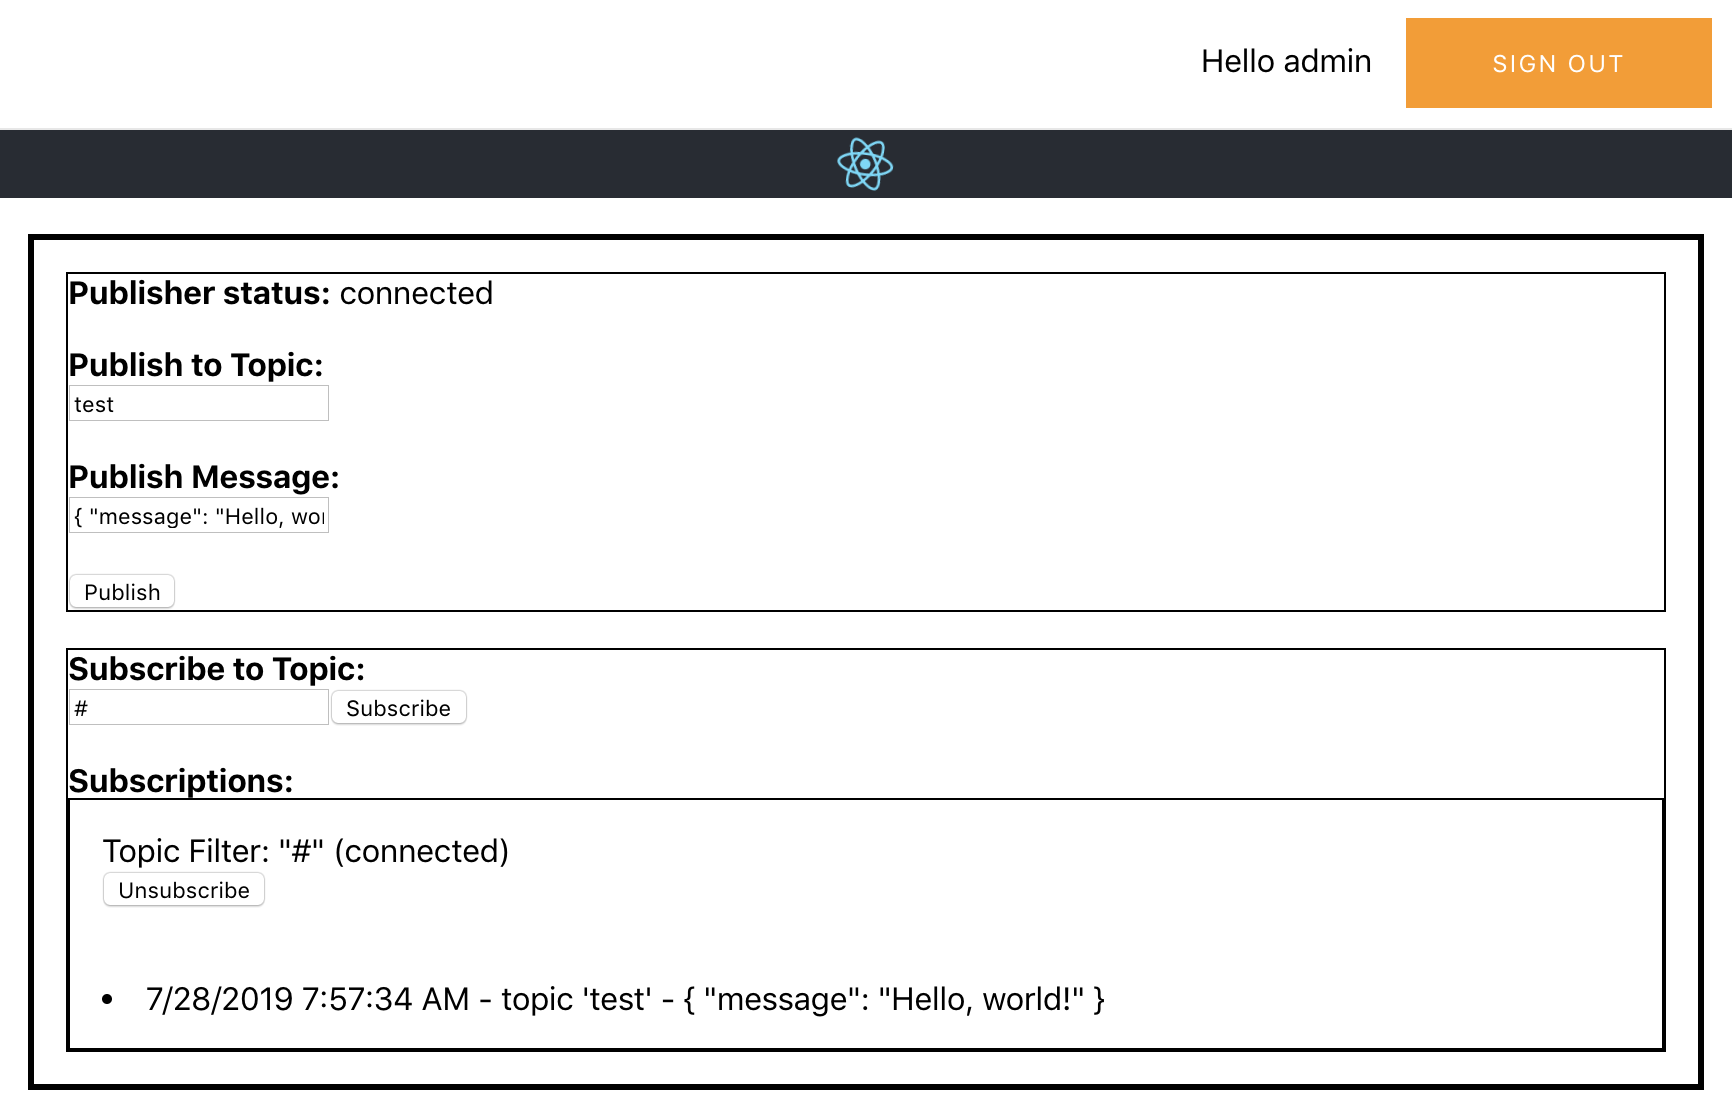 Hello admin
SIGN OUT
Publisher status: connected
Publish to Topic:
test
Publish Message:
{ "message": "Hello, wor
Publish
Subscribe to Topic:
# Subscribe
Subscriptions:
Topic Filter: "#" (connected)
Unsubscribe
• 7/28/2019 7:57:34 AM - topic 'test' - { "message": "Hello, world!" }